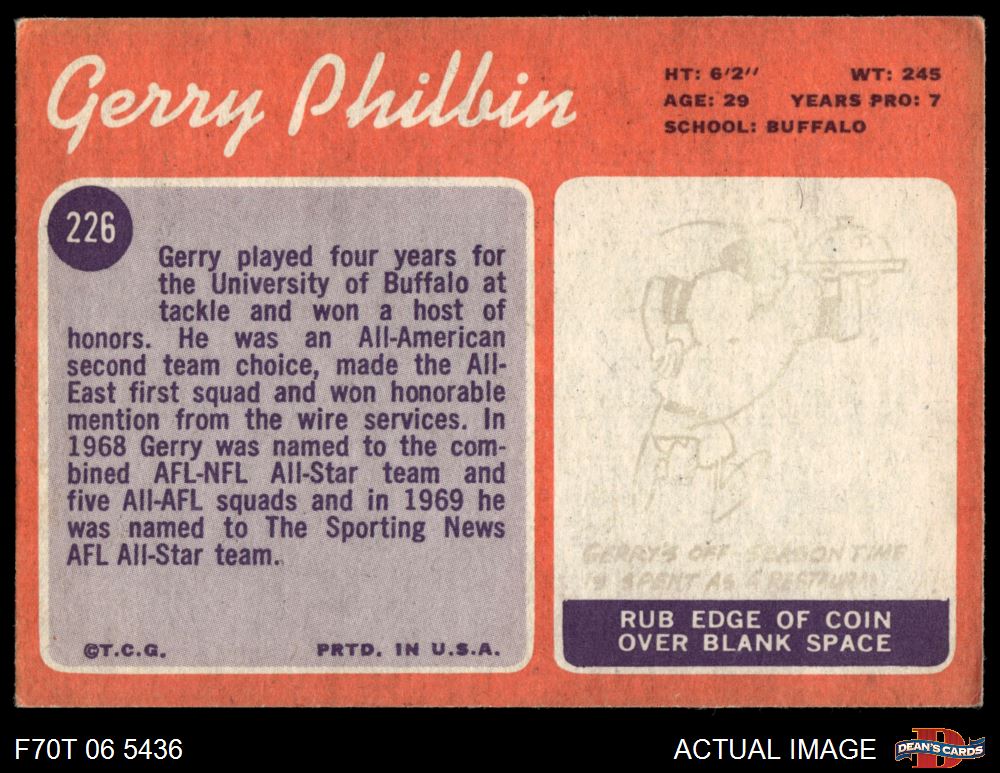 Gerry Philbin
HT: 6'2" WT: 245
AGE: 29 YEARS PRO: 7
SCHOOL: BUFFALO
226
Gerry played four years for
the University of Buffalo at
tackle and won a host of
honors. He was an All-American
second team choice, made the All-
East first squad and won honorable
mention from the wire services. In
1968 Gerry was named to the com-
bined AFL-NFL All-Star team and
five All-AFL squads and in 1969 he
was named to The Sporting News
AFL All-Star team.
©T.C.G. PRTD. IN U.S.A.
GERRY'S OFF SEASON TIME
IS SPENT AS A
RUB EDGE OF COIN
OVER BLANK SPACE
F70T 06 5436
ACTUAL IMAGE
D
DEAN'S CARDS